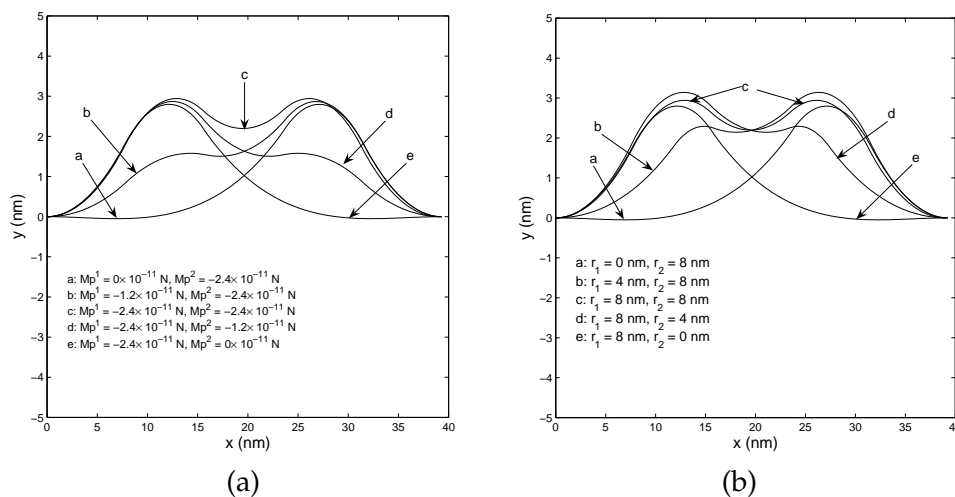 5
4
3
2
1
0
−1
−2
−3
−4
−5
y (nm)
0 5 10 15 20 25 30 35 40
x (nm)
a
b
c
d
e
a: Mp¹ = 0× 10⁻¹¹ N, Mp² = −2.4× 10⁻¹¹ N
b: Mp¹ = −1.2× 10⁻¹¹ N, Mp² = −2.4× 10⁻¹¹ N
c: Mp¹ = −2.4× 10⁻¹¹ N, Mp² = −2.4× 10⁻¹¹ N
d: Mp¹ = −2.4× 10⁻¹¹ N, Mp² = −1.2× 10⁻¹¹ N
e: Mp¹ = −2.4× 10⁻¹¹ N, Mp² = 0× 10⁻¹¹ N
(a)
5
4
3
2
1
0
−1
−2
−3
−4
−5
y (nm)
0 5 10 15 20 25 30 35
x (nm)
a
b
c
d
e
a: r₁ = 0 nm, r₂ = 8 nm
b: r₁ = 4 nm, r₂ = 8 nm
c: r₁ = 8 nm, r₂ = 8 nm
d: r₁ = 8 nm, r₂ = 4 nm
e: r₁ = 8 nm, r₂ = 0 nm
(b)